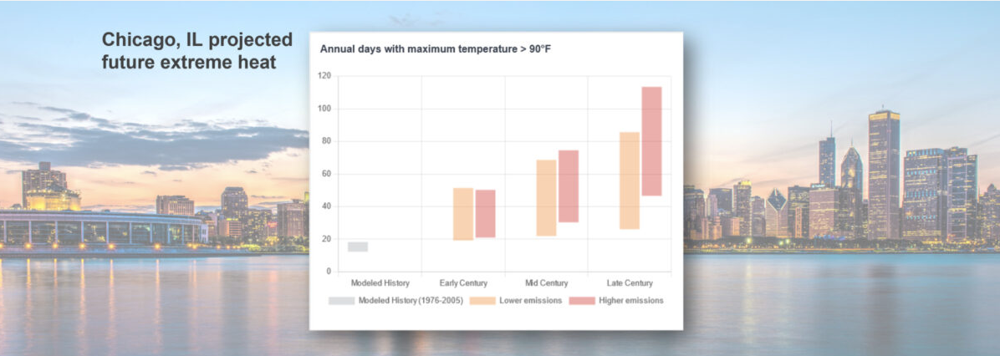 Chicago, IL projected
future extreme heat
Annual days with maximum temperature > 90°F
120
100
80
60
40
20
0
Modeled History
Early Century
Mid Century
Late Century
Modeled History (1976-2005)
Lower emissions
Higher emissions